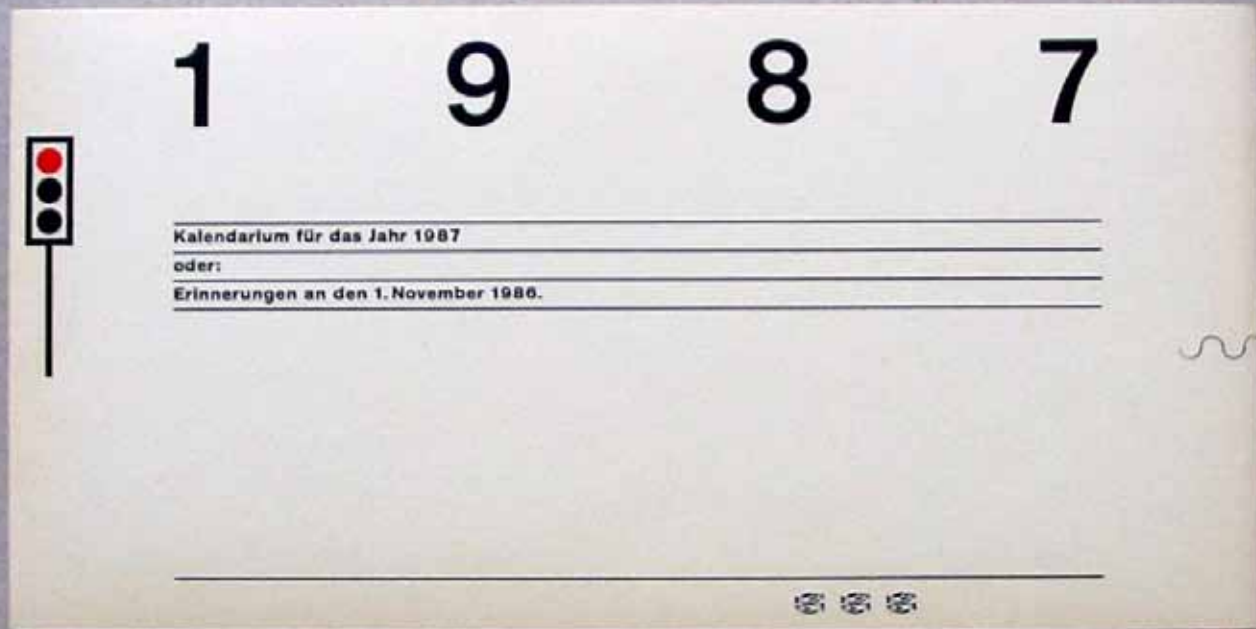 1 9 8 7
Kalendarium für das Jahr 1987
oder:
Erinnerungen an den 1. November 1986.